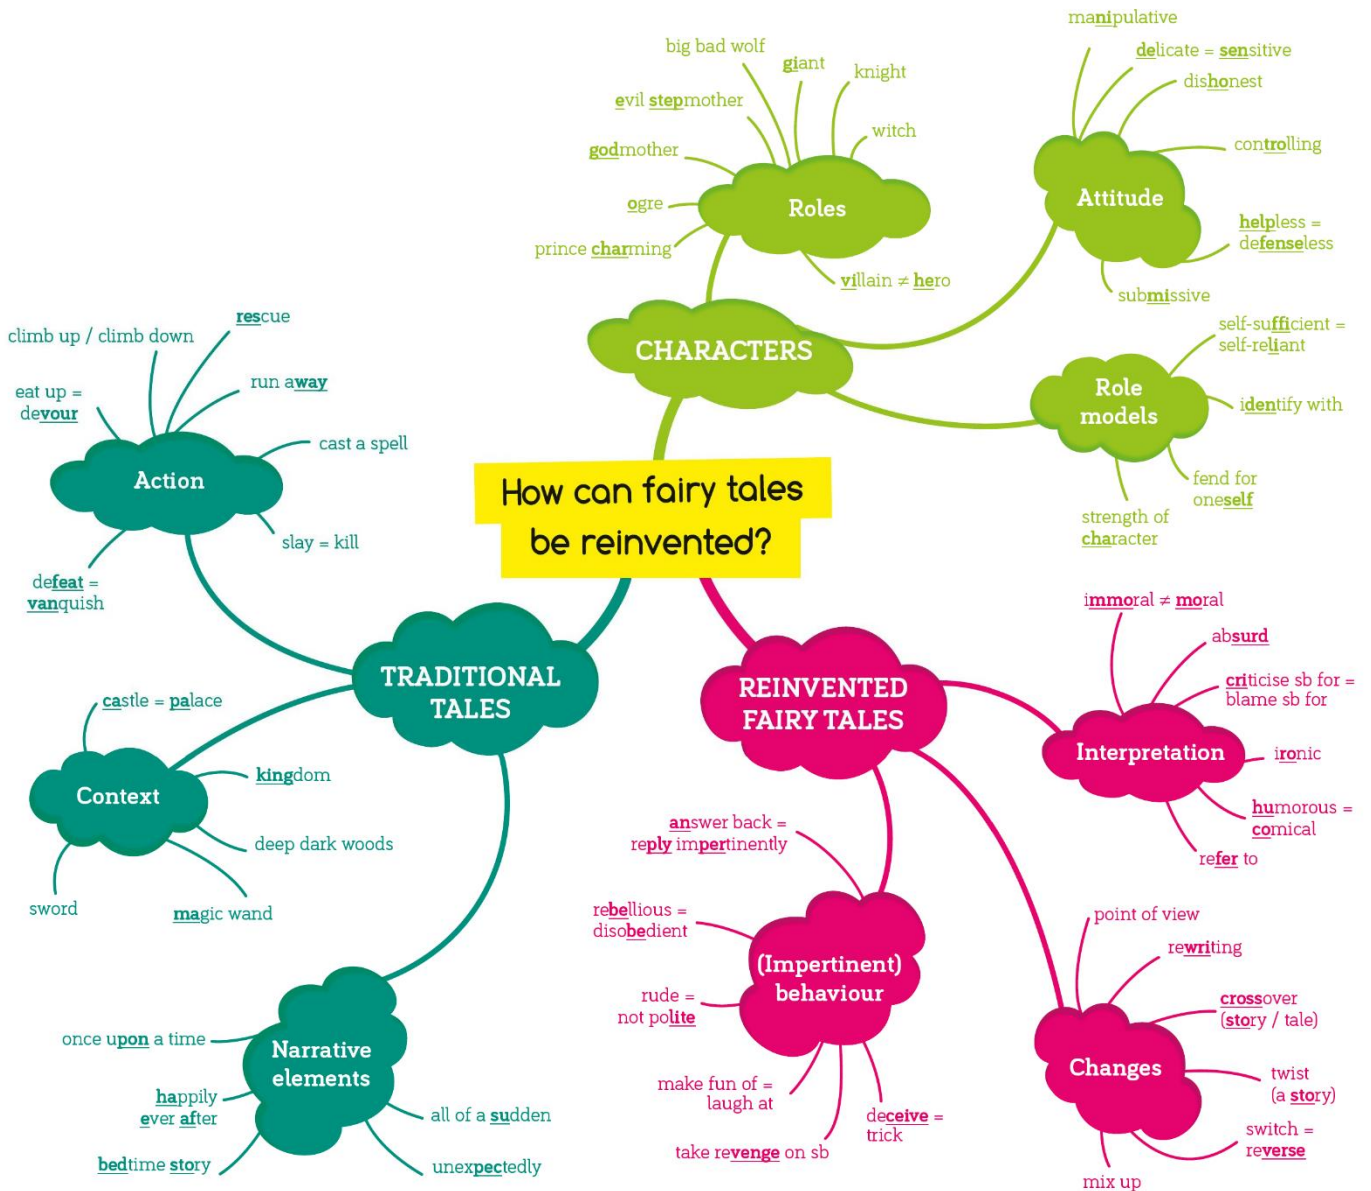 How can fairy tales
be reinvented?
CHARACTERS
Roles
big bad wolf
giant
knight
evil stepmother
witch
godmother
ogre
prince charming
villain ≠ hero
Attitude
manipulative
delicate = sensitive
dishonest
controlling
helpless =
defenseless
submissive
Role
models
self-sufficient =
self-reliant
identify with
fend for
oneself
strength of
character
TRADITIONAL
TALES
Action
rescue
climb up / climb down
run away
eat up =
devour
cast a spell
slay = kill
defeat =
vanquish
Context
castle = palace
kingdom
deep dark woods
magic wand
sword
Narrative
elements
once upon a time
happily
ever after
bedtime story
all of a sudden
unexpectedly
REINVENTED
FAIRY TALES
Interpretation
immoral ≠ moral
absurd
criticise sb for =
blame sb for
ironic
humorous =
comical
refer to
(Impertinent)
behaviour
answer back =
reply impertinently
rebellious =
disobedient
rude =
not polite
make fun of =
laugh at
take revenge on sb
deceive =
trick
Changes
point of view
rewriting
crossover
(story / tale)
twist
(a story)
switch =
reverse
mix up